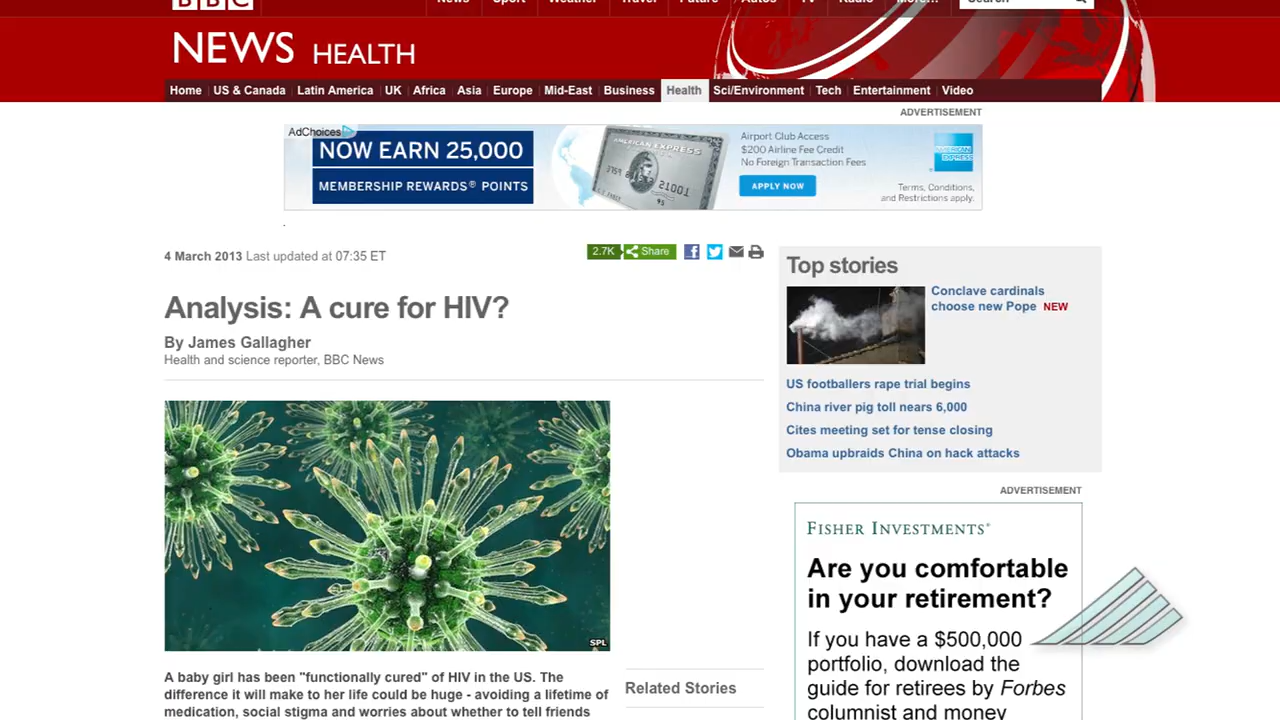 BBC
News Sport Weather Travel Future Autos TV Radio More... Search
NEWS HEALTH
Home US & Canada Latin America UK Africa Asia Europe Mid-East Business Health Sci/Environment Tech Entertainment Video
ADVERTISEMENT
AdChoices
NOW EARN 25,000
MEMBERSHIP REWARDS® POINTS
AMERICAN EXPRESS
3759
21001
95
Airport Club Access
$200 Airline Fee Credit
No Foreign Transaction Fees
APPLY NOW
AMERICAN
EXPRESS
Terms, Conditions,
and Restrictions apply.
4 March 2013 Last updated at 07:35 ET
2.7K Share
Analysis: A cure for HIV?
By James Gallagher
Health and science reporter, BBC News
SPL
A baby girl has been "functionally cured" of HIV in the US. The
difference it will make to her life could be huge - avoiding a lifetime of
medication, social stigma and worries about whether to tell friends
Related Stories
Top stories
Conclave cardinals
choose new Pope NEW
US footballers rape trial begins
China river pig toll nears 6,000
Cites meeting set for tense closing
Obama upbraids China on hack attacks
ADVERTISEMENT
FISHER INVESTMENTS®
Are you comfortable
in your retirement?
If you have a $500,000
portfolio, download the
guide for retirees by Forbes
columnist and money